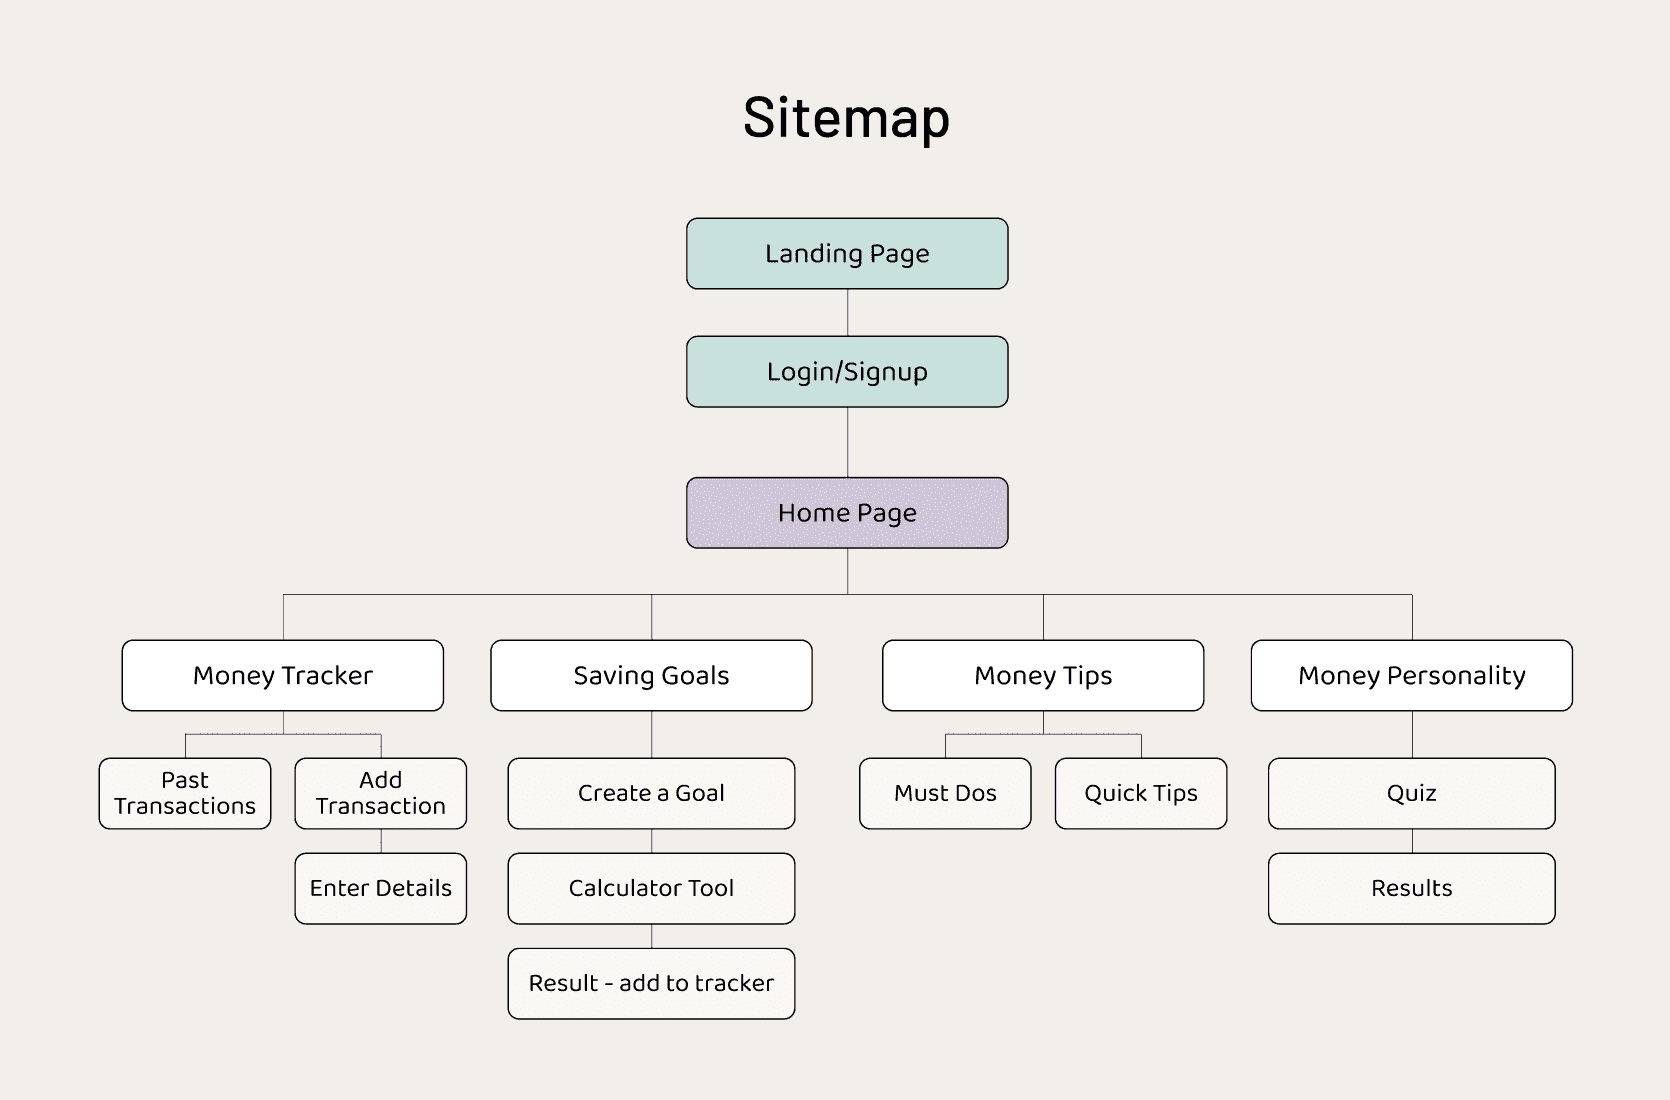 Sitemap
Landing Page
Login/Signup
Home Page
Money Tracker
Saving Goals
Money Tips
Money Personality
Past
Transactions
Add
Transaction
Create a Goal
Must Dos
Quick Tips
Quiz
Enter Details
Calculator Tool
Results
Result - add to tracker